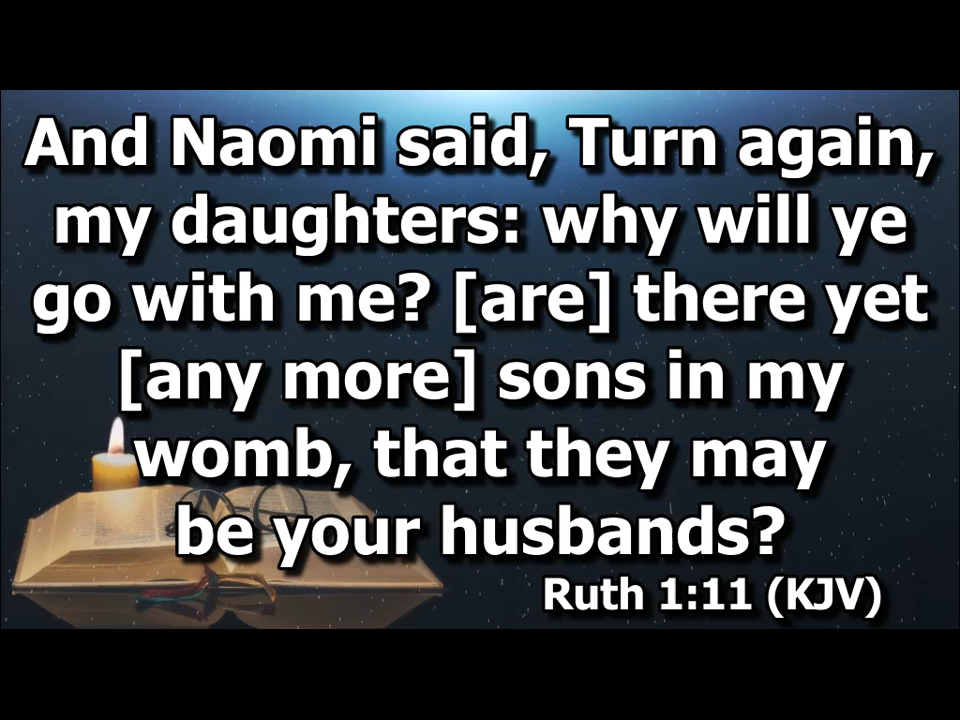 And Naomi said, Turn again,
my daughters: why will ye
go with me? [are] there yet
[any more] sons in my
womb, that they may
be your husbands?
Ruth 1:11 (KJV)